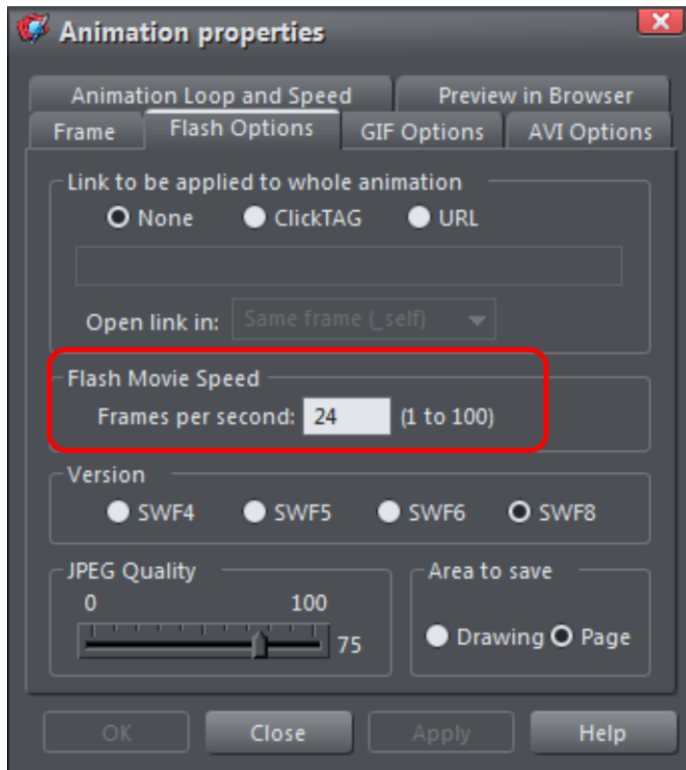 Animation properties
Animation Loop and Speed Preview in Browser
Frame Flash Options GIF Options AVI Options
Link to be applied to whole animation
None ClickTAG URL
Open link in: Same frame (_self)
Flash Movie Speed
Frames per second: 24 (1 to 100)
Version
SWF4 SWF5 SWF6 SWF8
JPEG Quality Area to save
0 100
75 Drawing Page
OK Close Apply Help